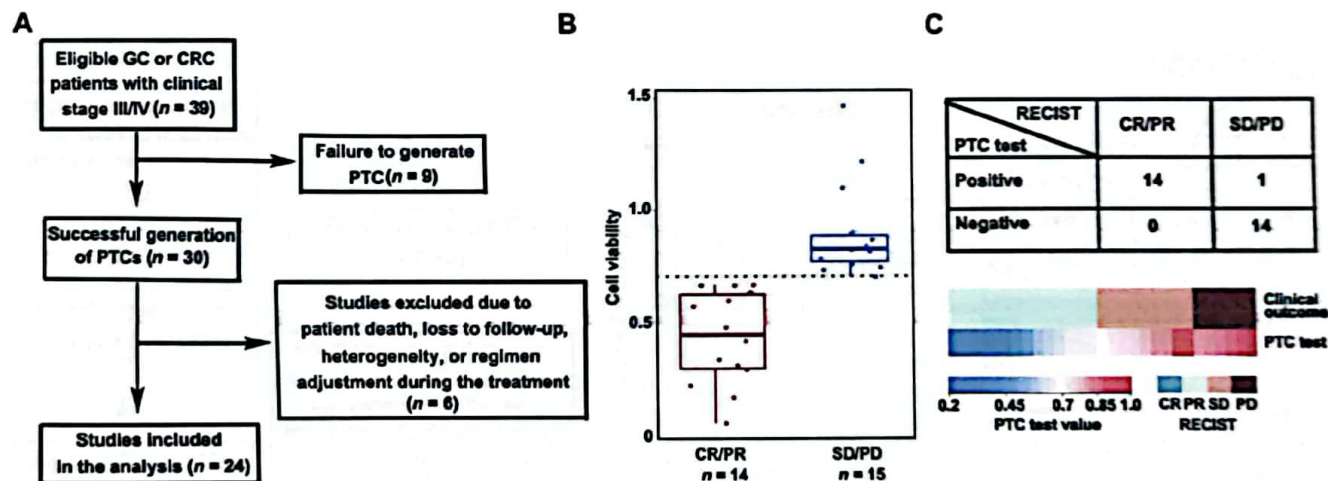 A
Eligible GC or CRC
patients with clinical
stage III/IV (n = 39)
Failure to generate
PTC(n = 9)
Successful generation
of PTCs (n = 30)
Studies excluded due to
patient death, loss to follow-up,
heterogeneity, or regimen
adjustment during the treatment
(n = 6)
Studies included
in the analysis (n = 24)
B
Cell viability
1.5
1.0
0.5
0
CR/PR
n = 14
SD/PD
n = 15
C
RECIST
PTC test
CR/PR
SD/PD
Positive
14
1
Negative
0
14
Clinical
outcome
PTC test
0.2 0.45 0.7 0.85 1.0
PTC test value
CR PR SD PD
RECIST